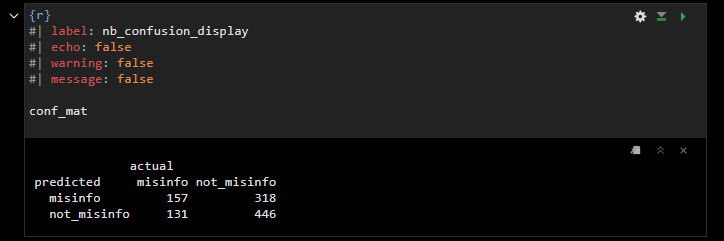 {r}
#| label: nb_confusion_display
#| echo: false
#| warning: false
#| message: false
conf_mat
actual
predicted misinfo not_misinfo
misinfo 157 318
not_misinfo 131 446